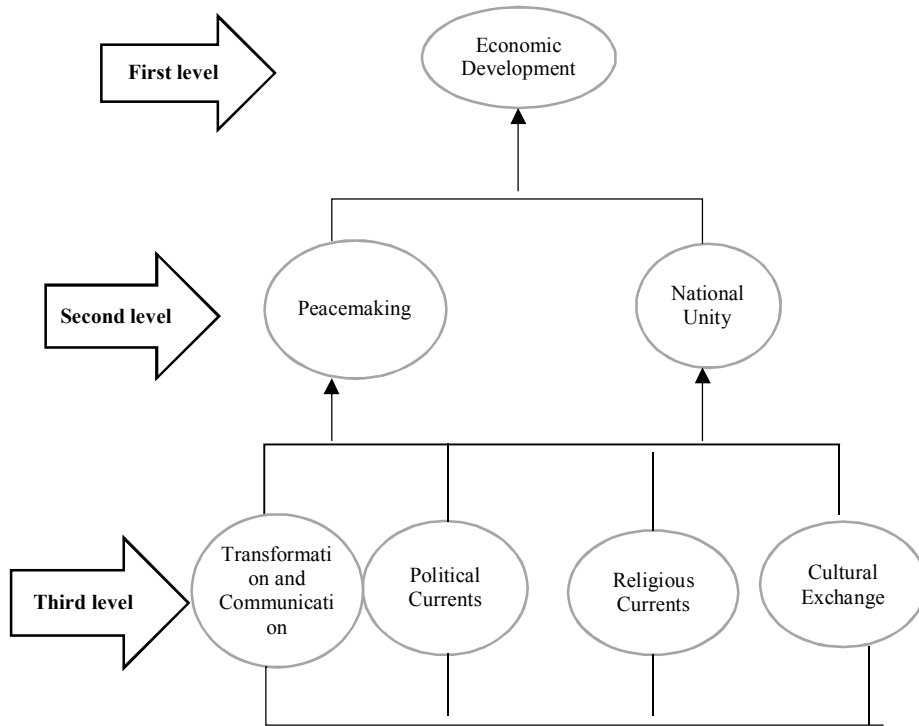 First level
Economic
Development
Second level
Peacemaking
National
Unity
Third level
Transformati
on and
Communicati
on
Political
Currents
Religious
Currents
Cultural
Exchange